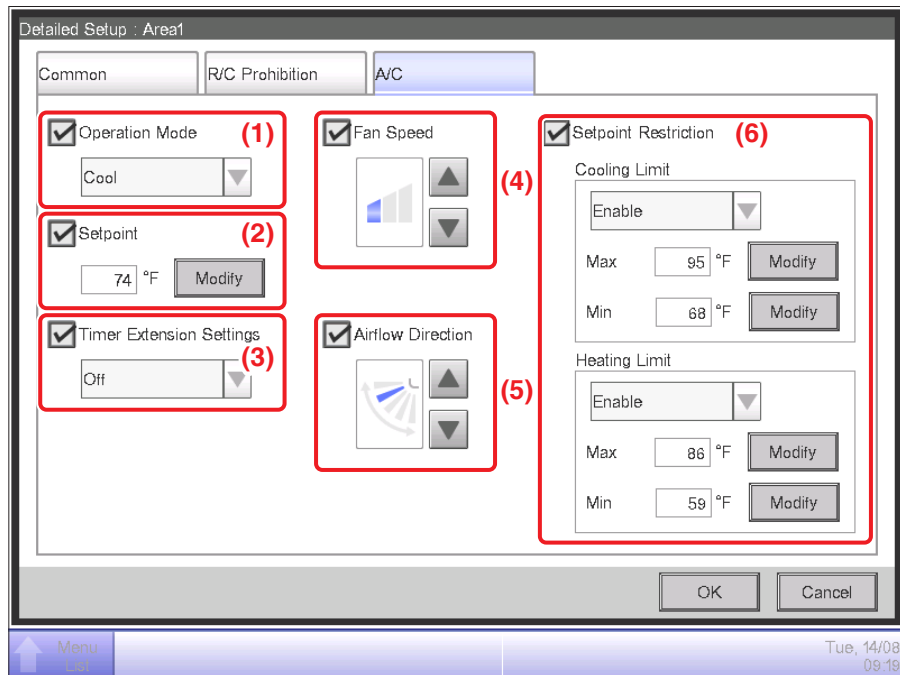 Detailed Setup : Area1
Common
R/C Prohibition
A/C
Operation Mode
(1)
Cool
Setpoint
(2)
74 °F
Modify
Timer Extension Settings
(3)
Off
Fan Speed
(4)
Airflow Direction
(5)
Setpoint Restriction
(6)
Cooling Limit
Enable
Max 95 °F Modify
Min 68 °F Modify
Heating Limit
Enable
Max 86 °F Modify
Min 59 °F Modify
OK
Cancel
Menu
List
Tue, 14/08
09:19